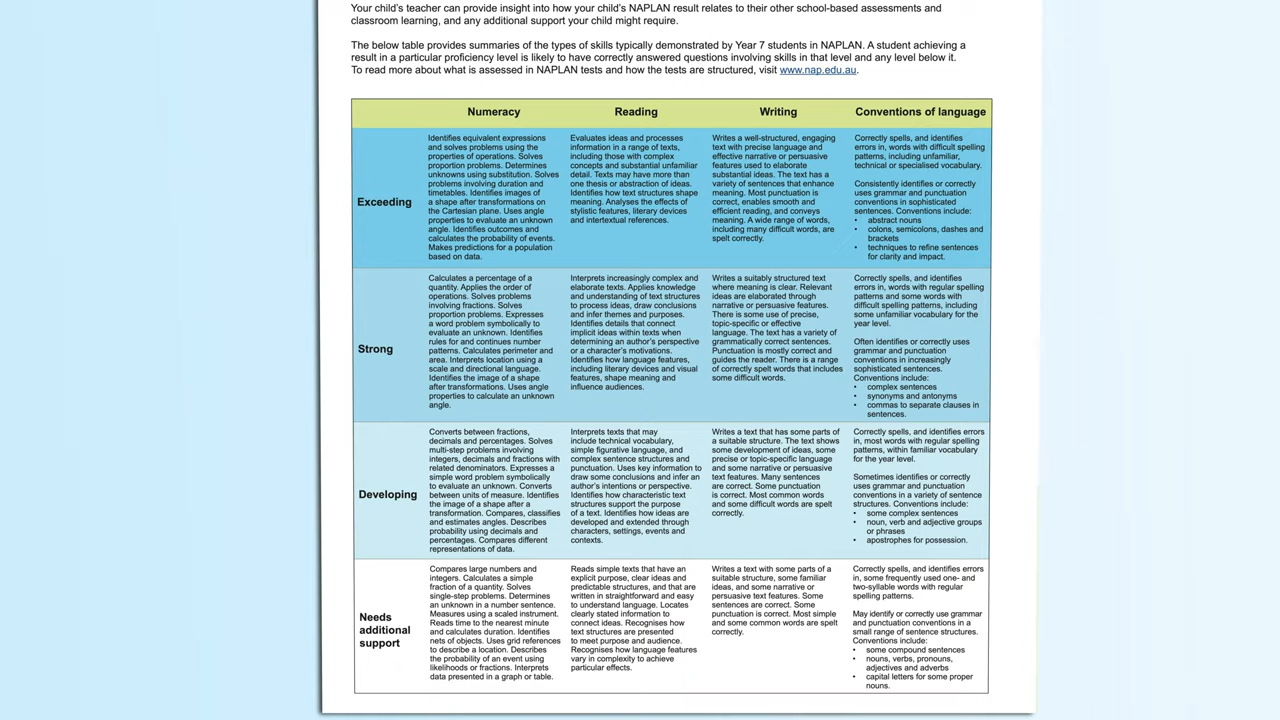 Your child's teacher can provide insight into how your child's NAPLAN result relates to their other school-based assessments and
classroom learning, and any additional support your child might require.
The below table provides summaries of the types of skills typically demonstrated by Year 7 students in NAPLAN. A student achieving a
result in a particular proficiency level is likely to have correctly answered questions involving skills in that level and any level below it.
To read more about what is assessed in NAPLAN tests and how the tests are structured, visit www.nap.edu.au.
Numeracy
Reading
Writing
Conventions of language
Exceeding
Identifies equivalent expressions
and solves problems using the
properties of operations. Solves
proportion problems. Determines
unknowns using substitution. Solves
problems involving duration and
timetables. Identifies images of
a shape after transformations on
the Cartesian plane. Uses angle
properties to evaluate an unknown
angle. Identifies outcomes and
calculates the probability of events.
Makes predictions for a population
based on data.
Evaluates ideas and processes
information in a range of texts,
including those with complex
concepts and substantial unfamiliar
detail. Texts may have more than
one thesis or abstraction of ideas.
Identifies how text structures shape
meaning. Analyses the effects of
stylistic features, literary devices
and intertextual references.
Writes a well-structured, engaging
text with precise language and
effective narrative or persuasive
features used to elaborate
substantial ideas. The text has a
variety of sentences that enhance
meaning. Most punctuation is
correct, enables smooth and
efficient reading, and conveys
meaning. A wide range of words,
including many difficult words, are
spelt correctly.
Correctly spells, and identifies
errors in, words with difficult spelling
patterns, including unfamiliar,
technical or specialised vocabulary.
Consistently identifies or correctly
uses grammar and punctuation
conventions in sophisticated
sentences. Conventions include:
• abstract nouns
• colons, semicolons, dashes and
brackets
• techniques to refine sentences
for clarity and impact.
Strong
Calculates a percentage of a
quantity. Applies the order of
operations. Solves problems
involving fractions. Solves
proportion problems. Expresses
a word problem symbolically to
evaluate an unknown. Identifies
rules for and continues number
patterns. Calculates perimeter and
area. Interprets location using a
scale and directional language.
Identifies the image of a shape
after transformations. Uses angle
properties to calculate an unknown
angle.
Interprets increasingly complex and
elaborate texts. Applies knowledge
and understanding of text structures
to process ideas, draw conclusions
and infer themes and purposes.
Identifies details that connect
implicit ideas within texts when
determining an author's perspective
or a character's motivations.
Identifies how language features,
including literary devices and visual
features, shape meaning and
influence audiences.
Writes a suitably structured text
where meaning is clear. Relevant
ideas are elaborated through
narrative or persuasive features.
There is some use of precise,
topic-specific or effective
language. The text has a variety of
grammatically correct sentences.
Punctuation is mostly correct and
guides the reader. There is a range
of correctly spelt words that includes
some difficult words.
Correctly spells, and identifies
errors in, words with regular spelling
patterns and some words with
difficult spelling patterns, including
some unfamiliar vocabulary for the
year level.
Often identifies or correctly uses
grammar and punctuation
conventions in increasingly
sophisticated sentences.
Conventions include:
• complex sentences
• synonyms and antonyms
• commas to separate clauses in
sentences.
Developing
Converts between fractions,
decimals and percentages. Solves
multi-step problems involving
integers, decimals and fractions with
related denominators. Expresses a
simple word problem symbolically
to evaluate an unknown. Converts
between units of measure. Identifies
the image of a shape after a
transformation. Compares, classifies
and estimates angles. Describes
probability using decimals and
percentages. Compares different
representations of data.
Interprets texts that may
include technical vocabulary,
simple figurative language, and
complex sentence structures and
punctuation. Uses key information to
draw some conclusions and infer an
author's intentions or perspective.
Identifies how characteristic text
structures support the purpose
of a text. Identifies how ideas are
developed and extended through
characters, settings, events and
contexts.
Writes a text that has some parts of
a suitable structure. The text shows
some development of ideas, some
precise or topic-specific language
and some narrative or persuasive
text features. Many sentences
are correct. Some punctuation
is correct. Most common words
and some difficult words are spelt
correctly.
Correctly spells, and identifies errors
in, most words with regular spelling
patterns, within familiar vocabulary
for the year level.
Sometimes identifies or correctly
uses grammar and punctuation
conventions in a variety of sentence
structures. Conventions include:
• some complex sentences
• noun, verb and adjective groups
or phrases
• apostrophes for possession.
Needs
additional
support
Compares large numbers and
integers. Calculates a simple
fraction of a quantity. Solves
single-step problems. Determines
an unknown in a number sentence.
Measures using a scaled instrument.
Reads time to the nearest minute
and calculates duration. Identifies
nets of objects. Uses grid references
to describe a location. Describes
the probability of an event using
likelihoods or fractions. Interprets
data presented in a graph or table.
Reads simple texts that have an
explicit purpose, clear ideas and
predictable structures, and that are
written in straightforward and easy
to understand language. Locates
clearly stated information to
connect ideas. Recognises how
text structures are presented
to meet purpose and audience.
Recognises how language features
vary in complexity to achieve
particular effects.
Writes a text with some parts of a
suitable structure, some familiar
ideas, and some narrative or
persuasive text features. Some
sentences are correct. Some
punctuation is correct. Most simple
and some common words are spelt
correctly.
Correctly spells, and identifies errors
in, some frequently used one- and
two-syllable words with regular
spelling patterns.
May identify or correctly use grammar
and punctuation conventions in a
small range of sentence structures.
Conventions include:
• some compound sentences
• nouns, verbs, pronouns,
adjectives and adverbs
• capital letters for some proper
nouns.